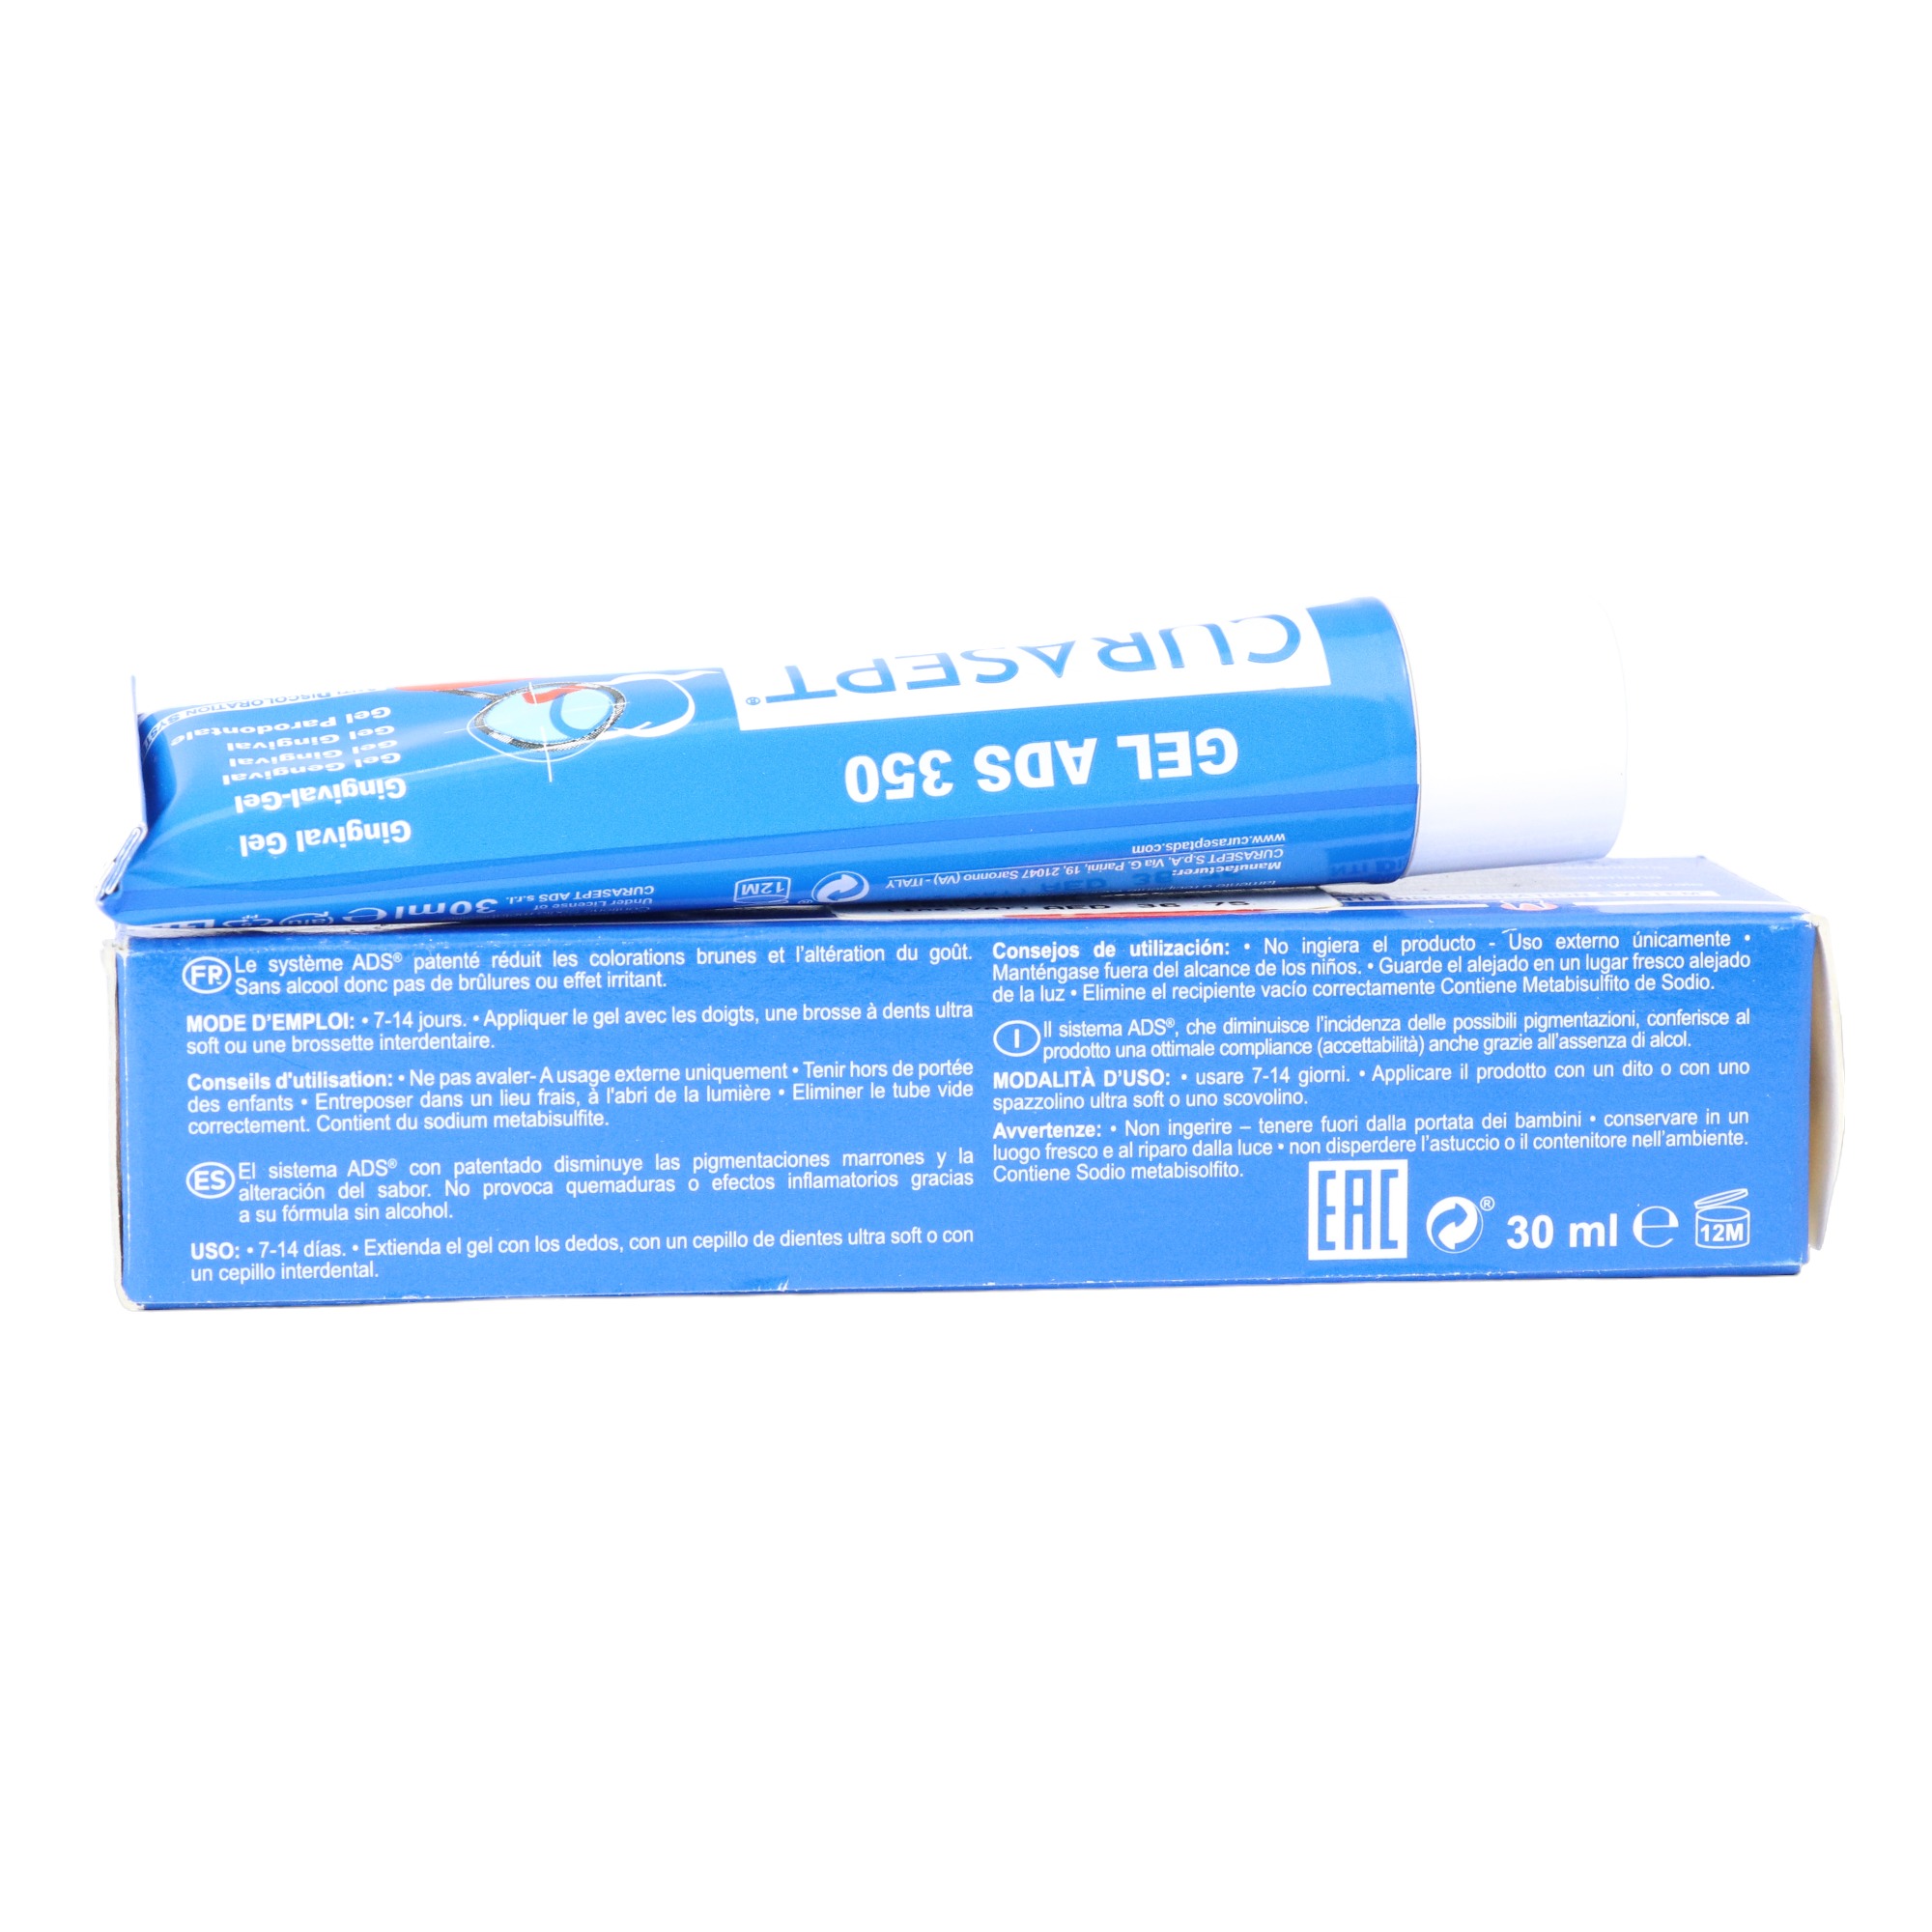 CURASEPT®
GEL ADS 350
Gel Parodontale
Gel Gingival
Gel Gengival
Gingival-Gel
Gingival Gel
www.curaseptads.com
CURASEPT S.p.A. Via G. Parini, 19, 21047 Saronno (VA) - ITALY
Manufacturer:
12M
Under License of
CURASEPT ADS s.r.l.
30ml
FR Le système ADS® patenté réduit les colorations brunes et l'altération du goût.
Sans alcool donc pas de brûlures ou effet irritant.
MODE D'EMPLOI: • 7-14 jours. • Appliquer le gel avec les doigts, une brosse à dents ultra
soft ou une brossette interdentaire.
Conseils d'utilisation: • Ne pas avaler- A usage externe uniquement • Tenir hors de portée
des enfants • Entreposer dans un lieu frais, à l'abri de la lumière • Eliminer le tube vide
correctement. Contient du sodium metabisulfite.
ES El sistema ADS® con patentado disminuye las pigmentaciones marrones y la
alteración del sabor. No provoca quemaduras o efectos inflamatorios gracias
a su fórmula sin alcohol.
USO: • 7-14 días. • Extienda el gel con los dedos, con un cepillo de dientes ultra soft o con
un cepillo interdental.
Consejos de utilización: • No ingiera el producto - Uso externo únicamente •
Manténgase fuera del alcance de los niños. • Guarde el alejado en un lugar fresco alejado
de la luz • Elimine el recipiente vacío correctamente Contiene Metabisulfito de Sodio.
I Il sistema ADS®, che diminuisce l'incidenza delle possibili pigmentazioni, conferisce al
prodotto una ottimale compliance (accettabilità) anche grazie all'assenza di alcol.
MODALITÀ D'USO: • usare 7-14 giorni. • Applicare il prodotto con un dito o con uno
spazzolino ultra soft o uno scovolino.
Avvertenze: • Non ingerire – tenere fuori dalla portata dei bambini • conservare in un
luogo fresco e al riparo dalla luce • non disperdere l'astuccio o il contenitore nell'ambiente.
Contiene Sodio metabisolfito.
EAC ® 30 ml e 12M